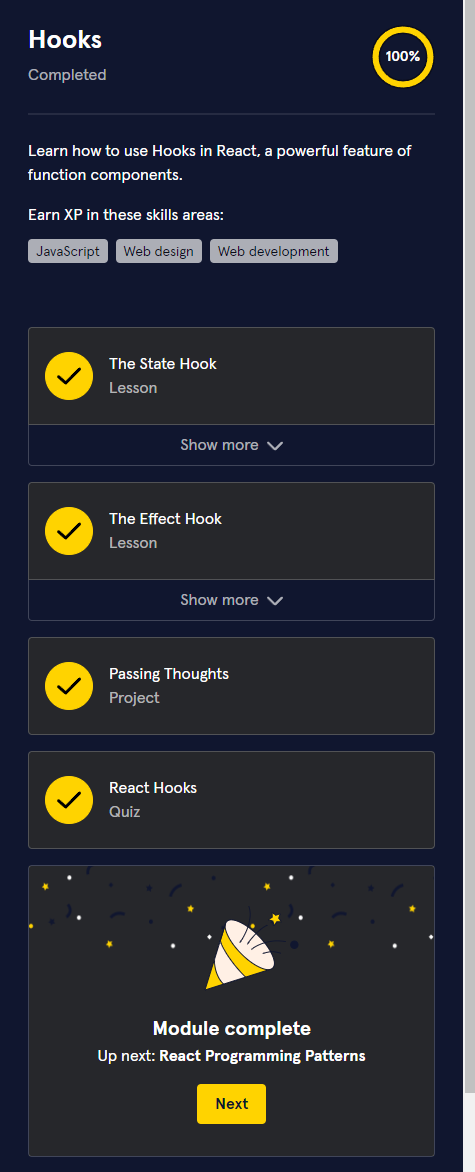 Hooks
100%
Completed
Learn how to use Hooks in React, a powerful feature of
function components.
Earn XP in these skills areas:
JavaScript Web design Web development
The State Hook
Lesson
Show more
The Effect Hook
Lesson
Show more
Passing Thoughts
Project
React Hooks
Quiz
Module complete
Up next: React Programming Patterns
Next